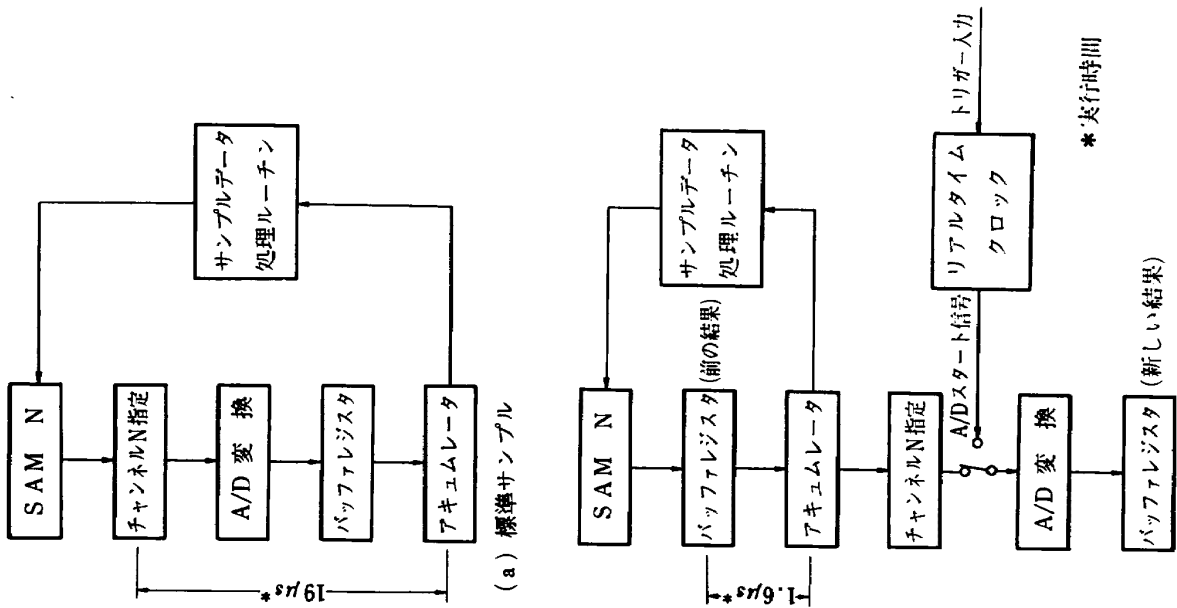 SAM N
チャンネルN指定
A/D変換
バッファレジスタ
アキュムレータ
サンプルデータ
処理ルーチン
19μs*
(a) 標準サンプル
SAM N
バッファレジスタ
(前の結果)
アキュムレータ
サンプルデータ
処理ルーチン
1.6μs*
チャンネルN指定
A/Dスタート信号
リアルタイム
クロック
トリガー入力
A/D変換
バッファレジスタ
(新しい結果)
*実行時間